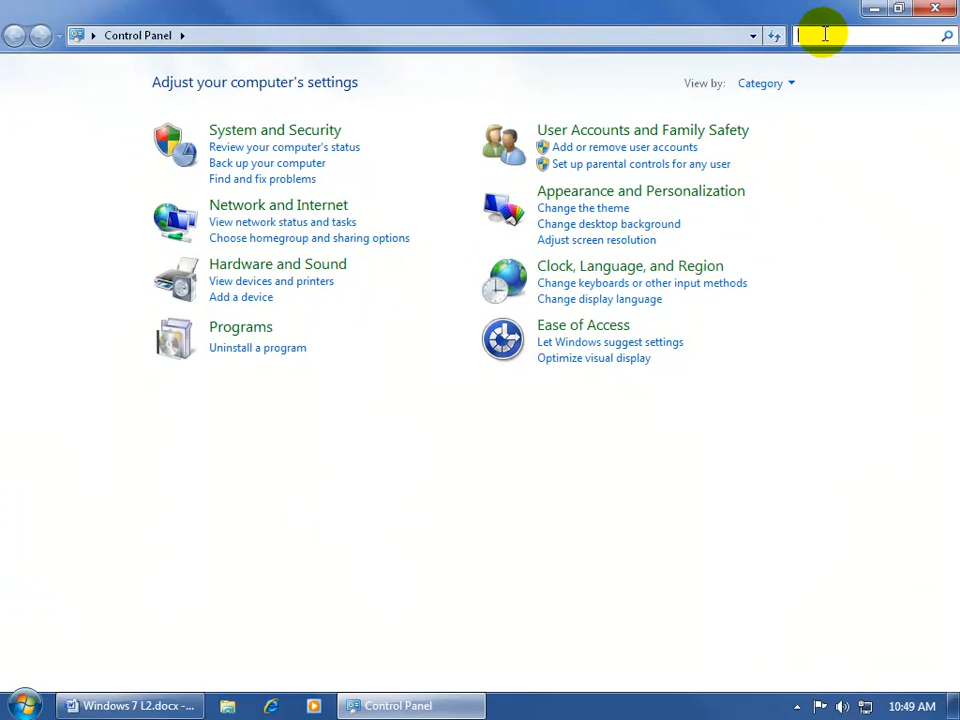 Control Panel
Adjust your computer's settings
View by: Category
System and Security
Review your computer's status
Back up your computer
Find and fix problems
Network and Internet
View network status and tasks
Choose homegroup and sharing options
Hardware and Sound
View devices and printers
Add a device
Programs
Uninstall a program
User Accounts and Family Safety
Add or remove user accounts
Set up parental controls for any user
Appearance and Personalization
Change the theme
Change desktop background
Adjust screen resolution
Clock, Language, and Region
Change keyboards or other input methods
Change display language
Ease of Access
Let Windows suggest settings
Optimize visual display
Windows 7 L2.docx -...
Control Panel
10:49 AM